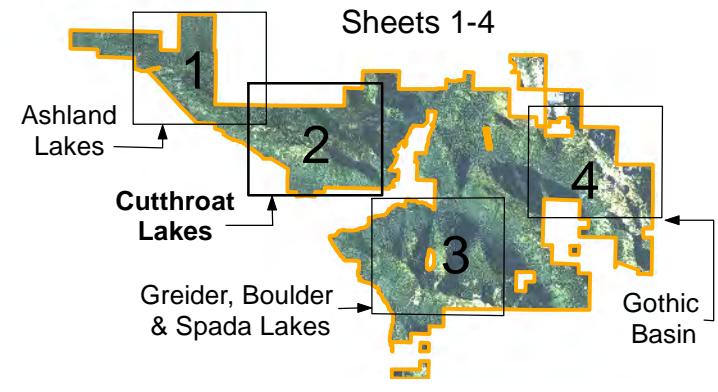 Sheets 1-4
1
Ashland
Lakes
2
4
Cutthroat
Lakes
3
Greider, Boulder
& Spada Lakes
Gothic
Basin